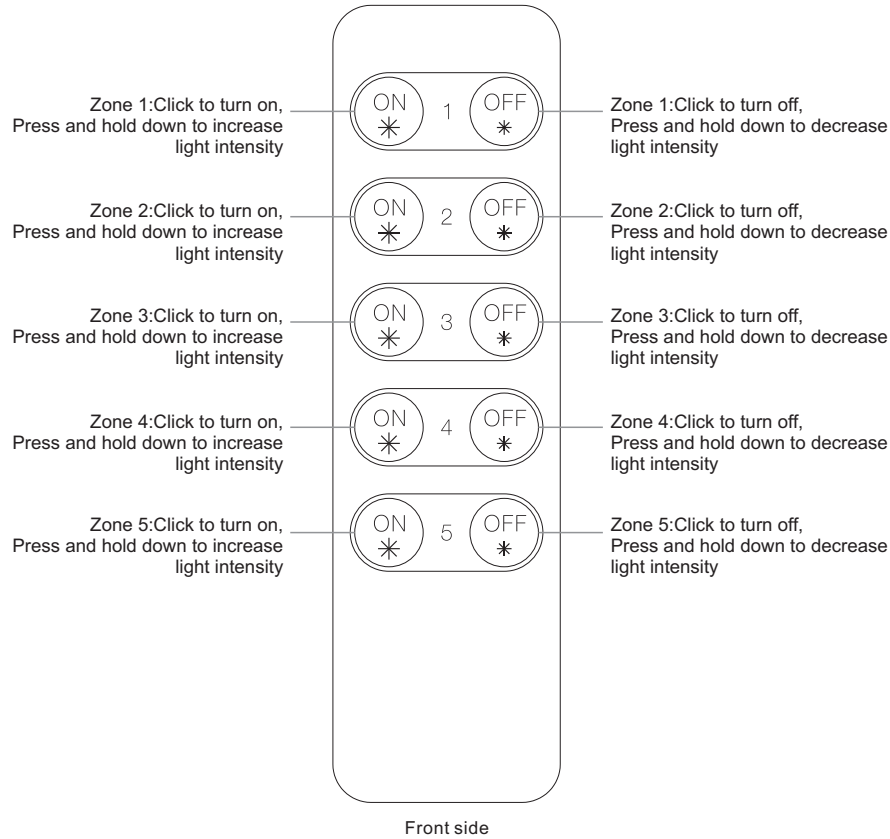 Zone 1:Click to turn on,
Press and hold down to increase
light intensity
ON
1
OFF
Zone 1:Click to turn off,
Press and hold down to decrease
light intensity
Zone 2:Click to turn on,
Press and hold down to increase
light intensity
ON
2
OFF
Zone 2:Click to turn off,
Press and hold down to decrease
light intensity
Zone 3:Click to turn on,
Press and hold down to increase
light intensity
ON
3
OFF
Zone 3:Click to turn off,
Press and hold down to decrease
light intensity
Zone 4:Click to turn on,
Press and hold down to increase
light intensity
ON
4
OFF
Zone 4:Click to turn off,
Press and hold down to decrease
light intensity
Zone 5:Click to turn on,
Press and hold down to increase
light intensity
ON
5
OFF
Zone 5:Click to turn off,
Press and hold down to decrease
light intensity
Front side